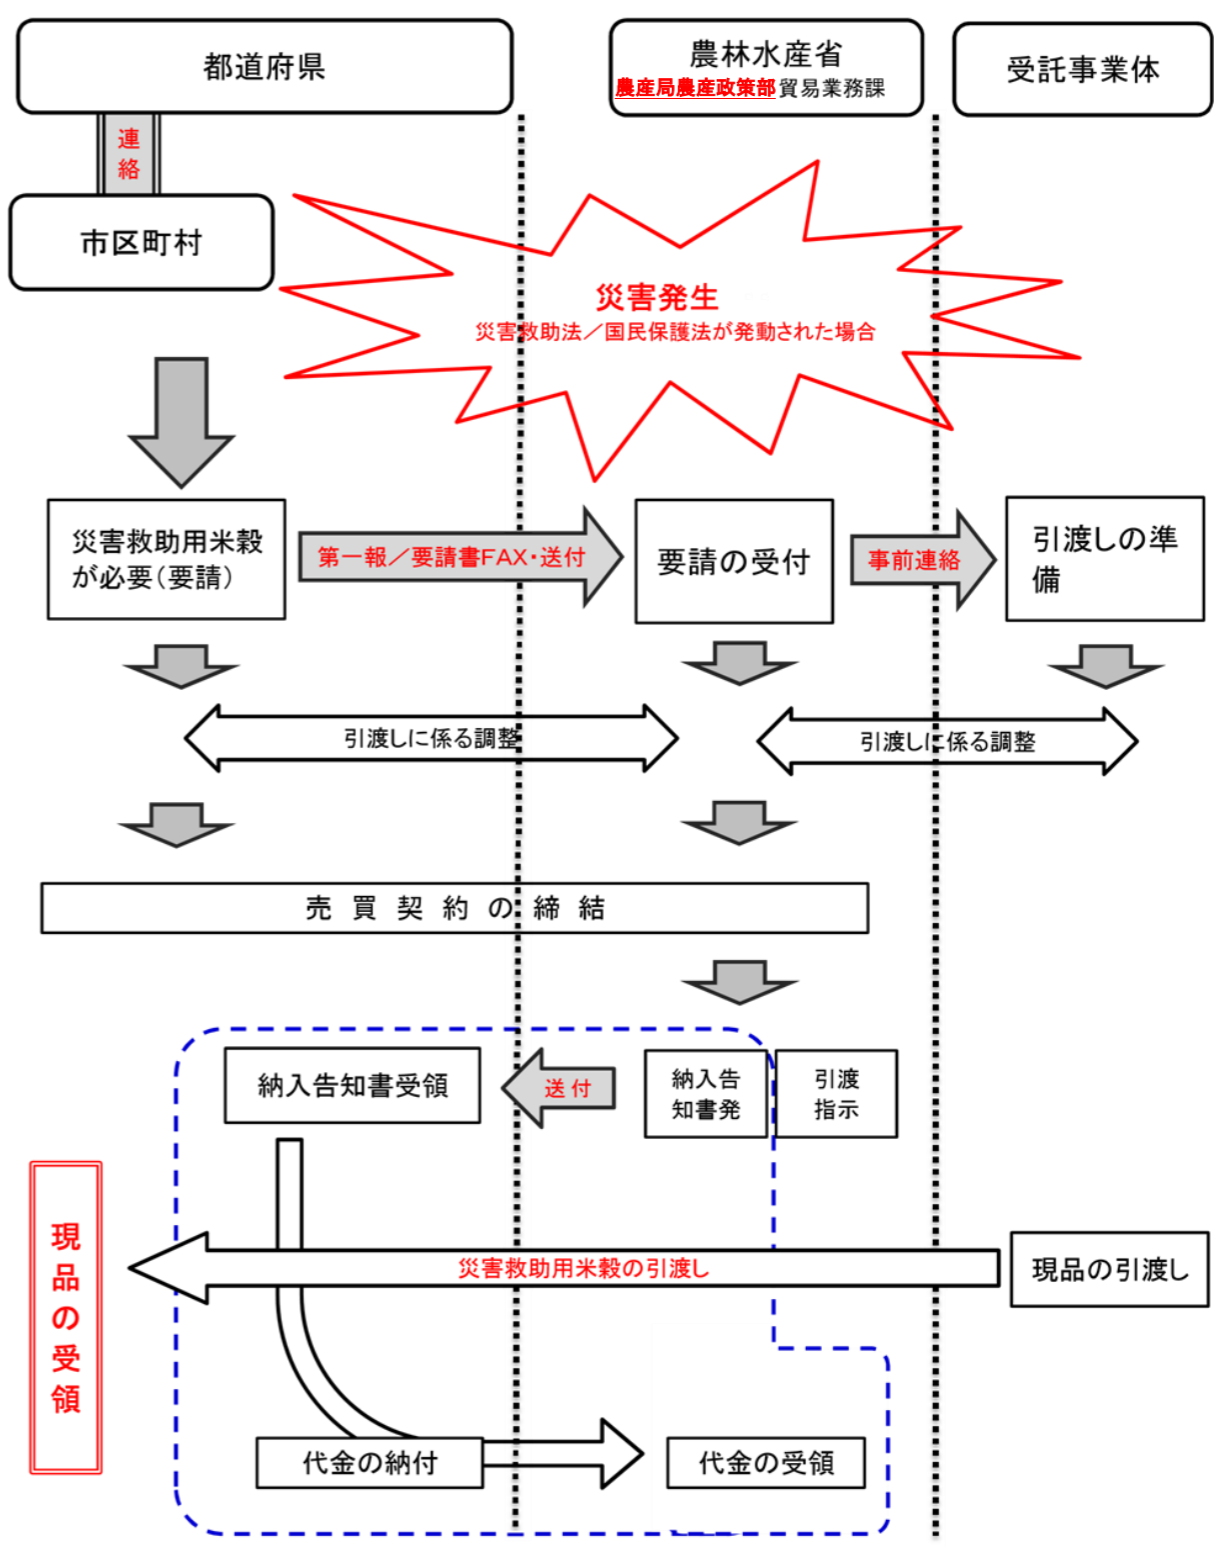 都道府県
農林水産省
農産局農産政策部貿易業務課
受託事業体
連
絡
市区町村
災害発生
災害救助法／国民保護法が発動された場合
災害救助用米穀
が必要(要請)
第一報／要請書FAX・送付
要請の受付
事前連絡
引渡しの準
備
引渡しに係る調整
引渡しに係る調整
売買契約の締結
納入告知書受領
送付
納入告
知書発
引渡
指示
現
品
の
受
領
災害救助用米穀の引渡し
現品の引渡し
代金の納付
代金の受領